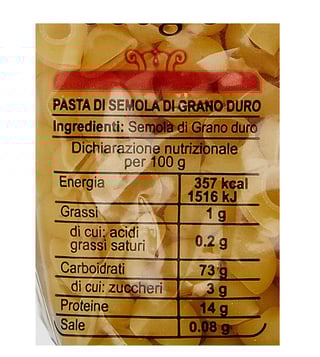 PASTA DI SEMOLA DI GRANO DURO
Ingredienti: Semola di Grano duro
Dichiarazione nutrizionale
per 100 g
Energia 357 kcal
1516 kJ
Grassi 1 g
di cui: acidi
grassi saturi 0.2 g
Carboidrati 73 g
di cui: zuccheri 3 g
Proteine 14 g
Sale 0.08 g